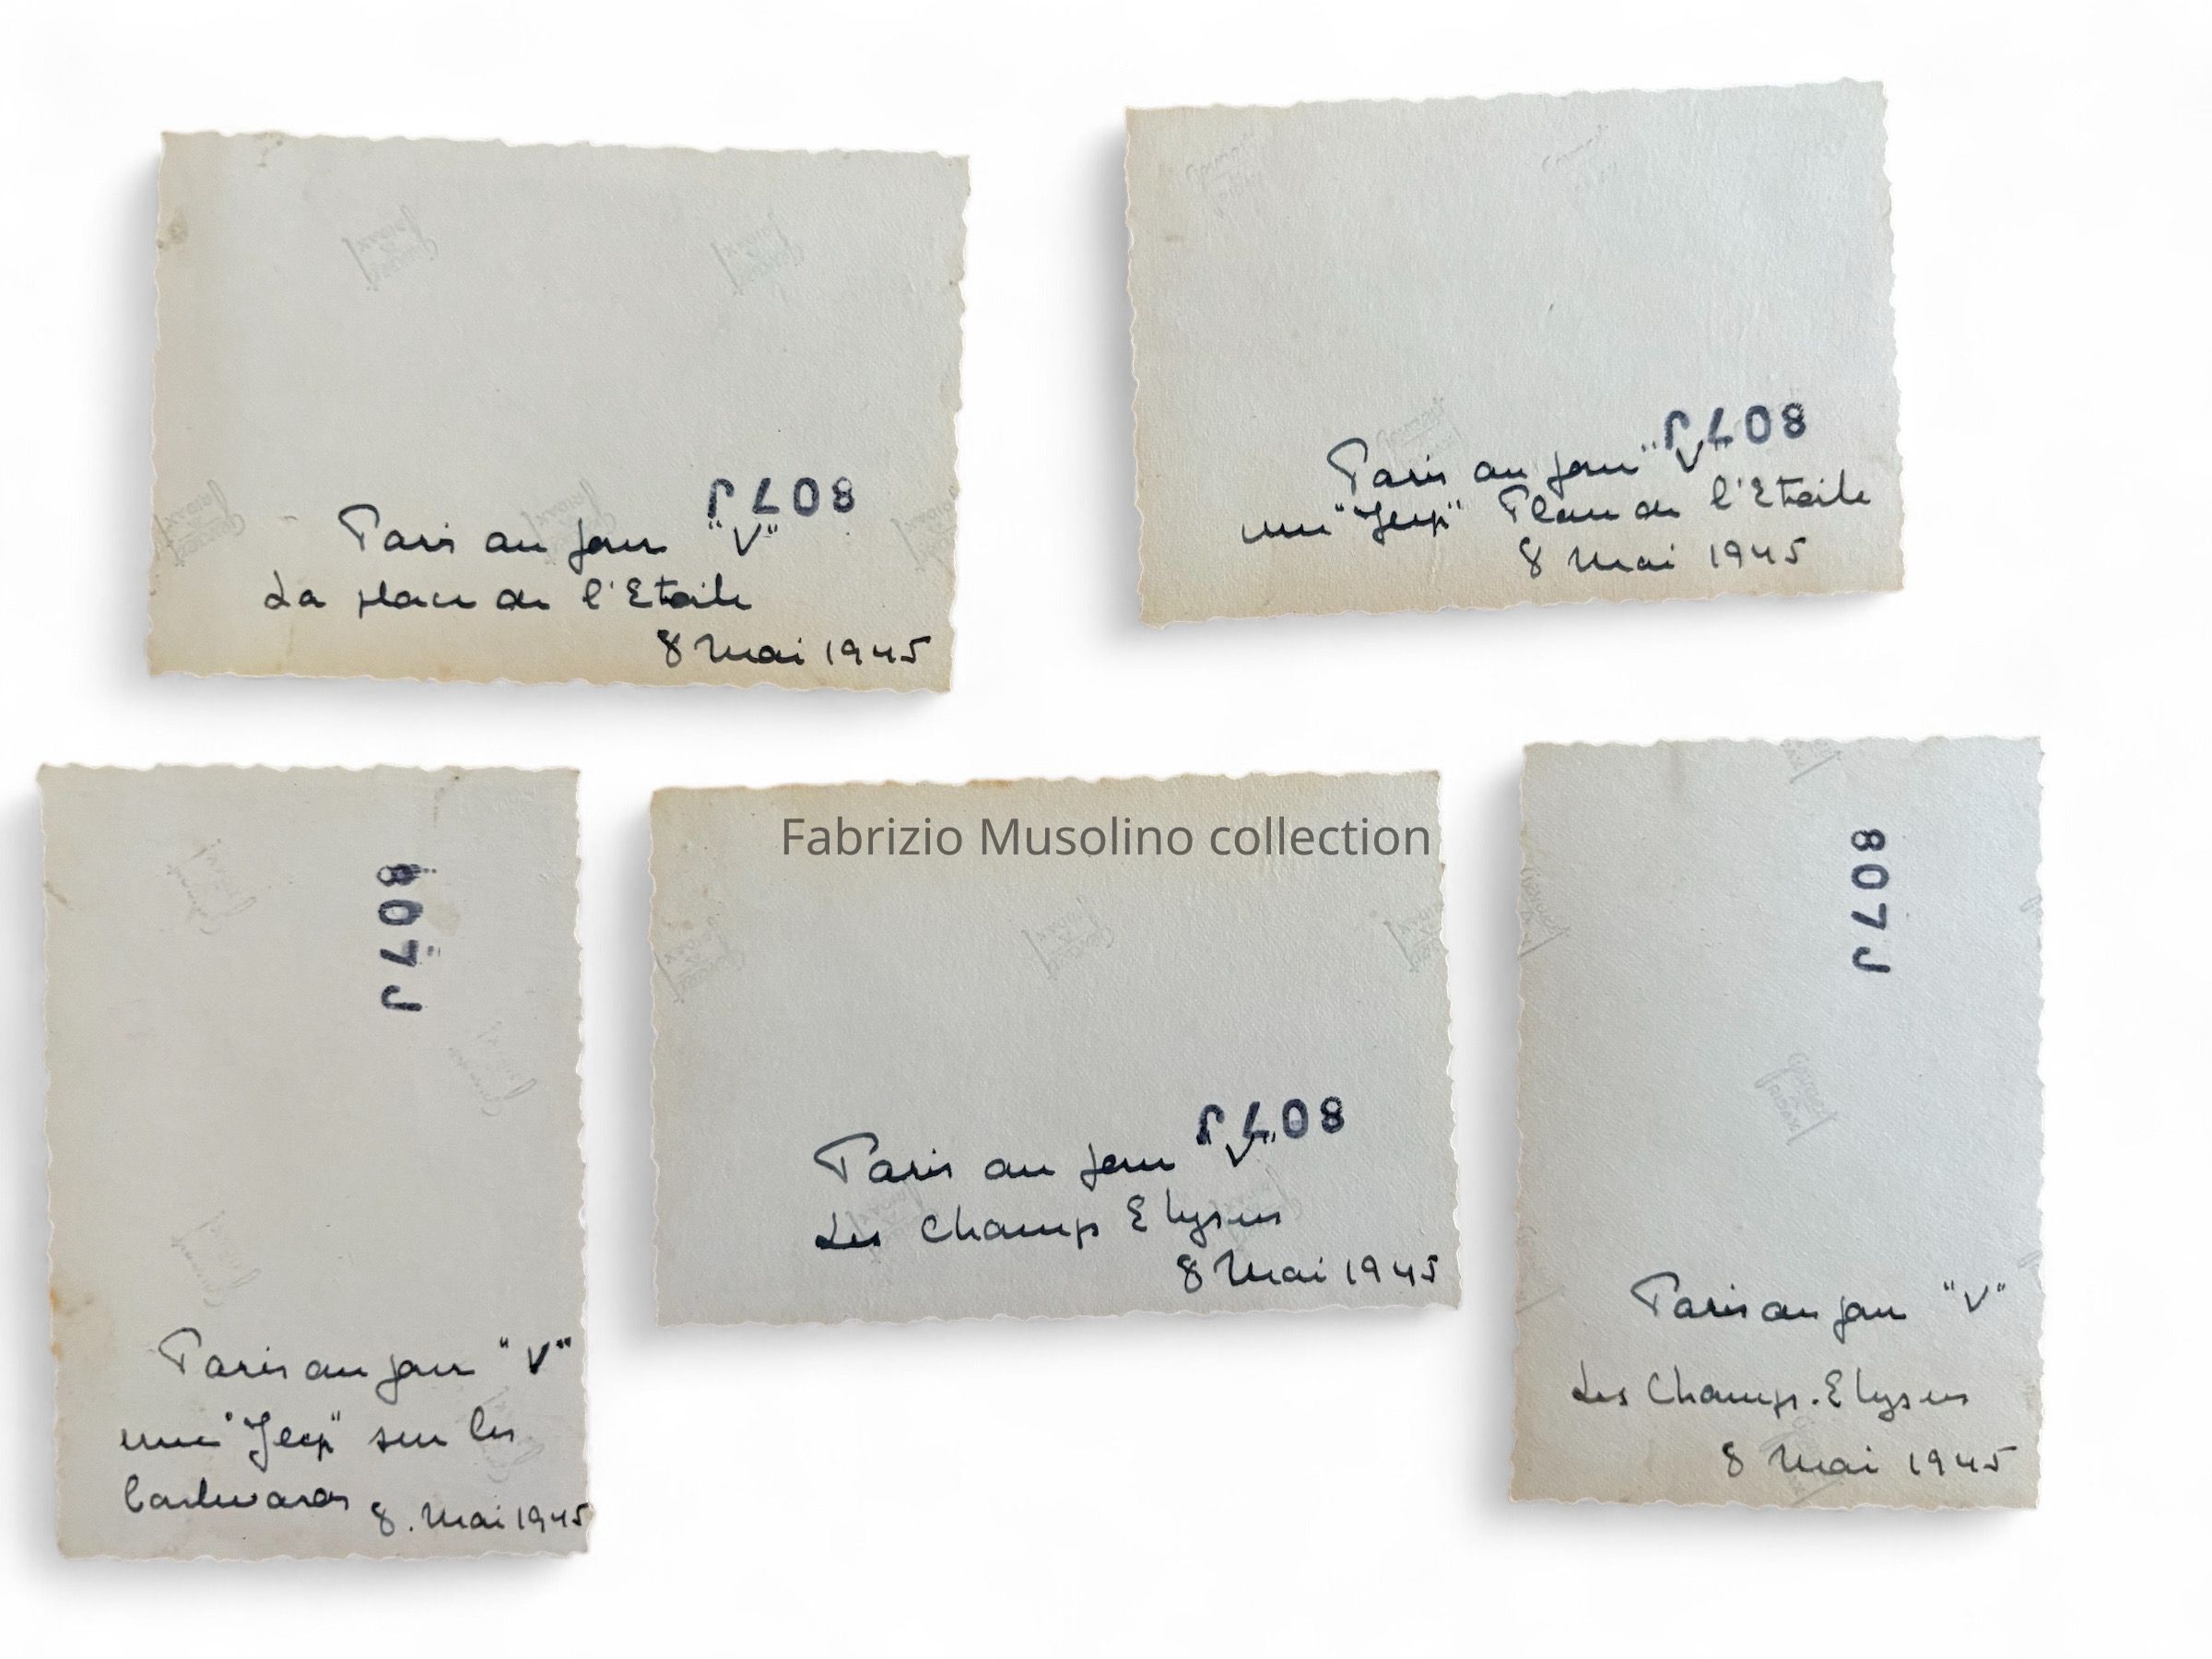 807J
Paris au jour "V"
La place de l'Etoile
8 Mai 1945
807J
Paris au jour "V"
une "Jeep" Place de l'Etoile
8 Mai 1945
807J
Paris au jour "V"
une "Jeep" sur les
boulevards 8. Mai 1945
Fabrizio Musolino collection
807J
Paris au jour "V"
Les Champs Elysees
8 Mai 1945
807J
Paris au jour "V"
Les Champs-Elysees
8 Mai 1945